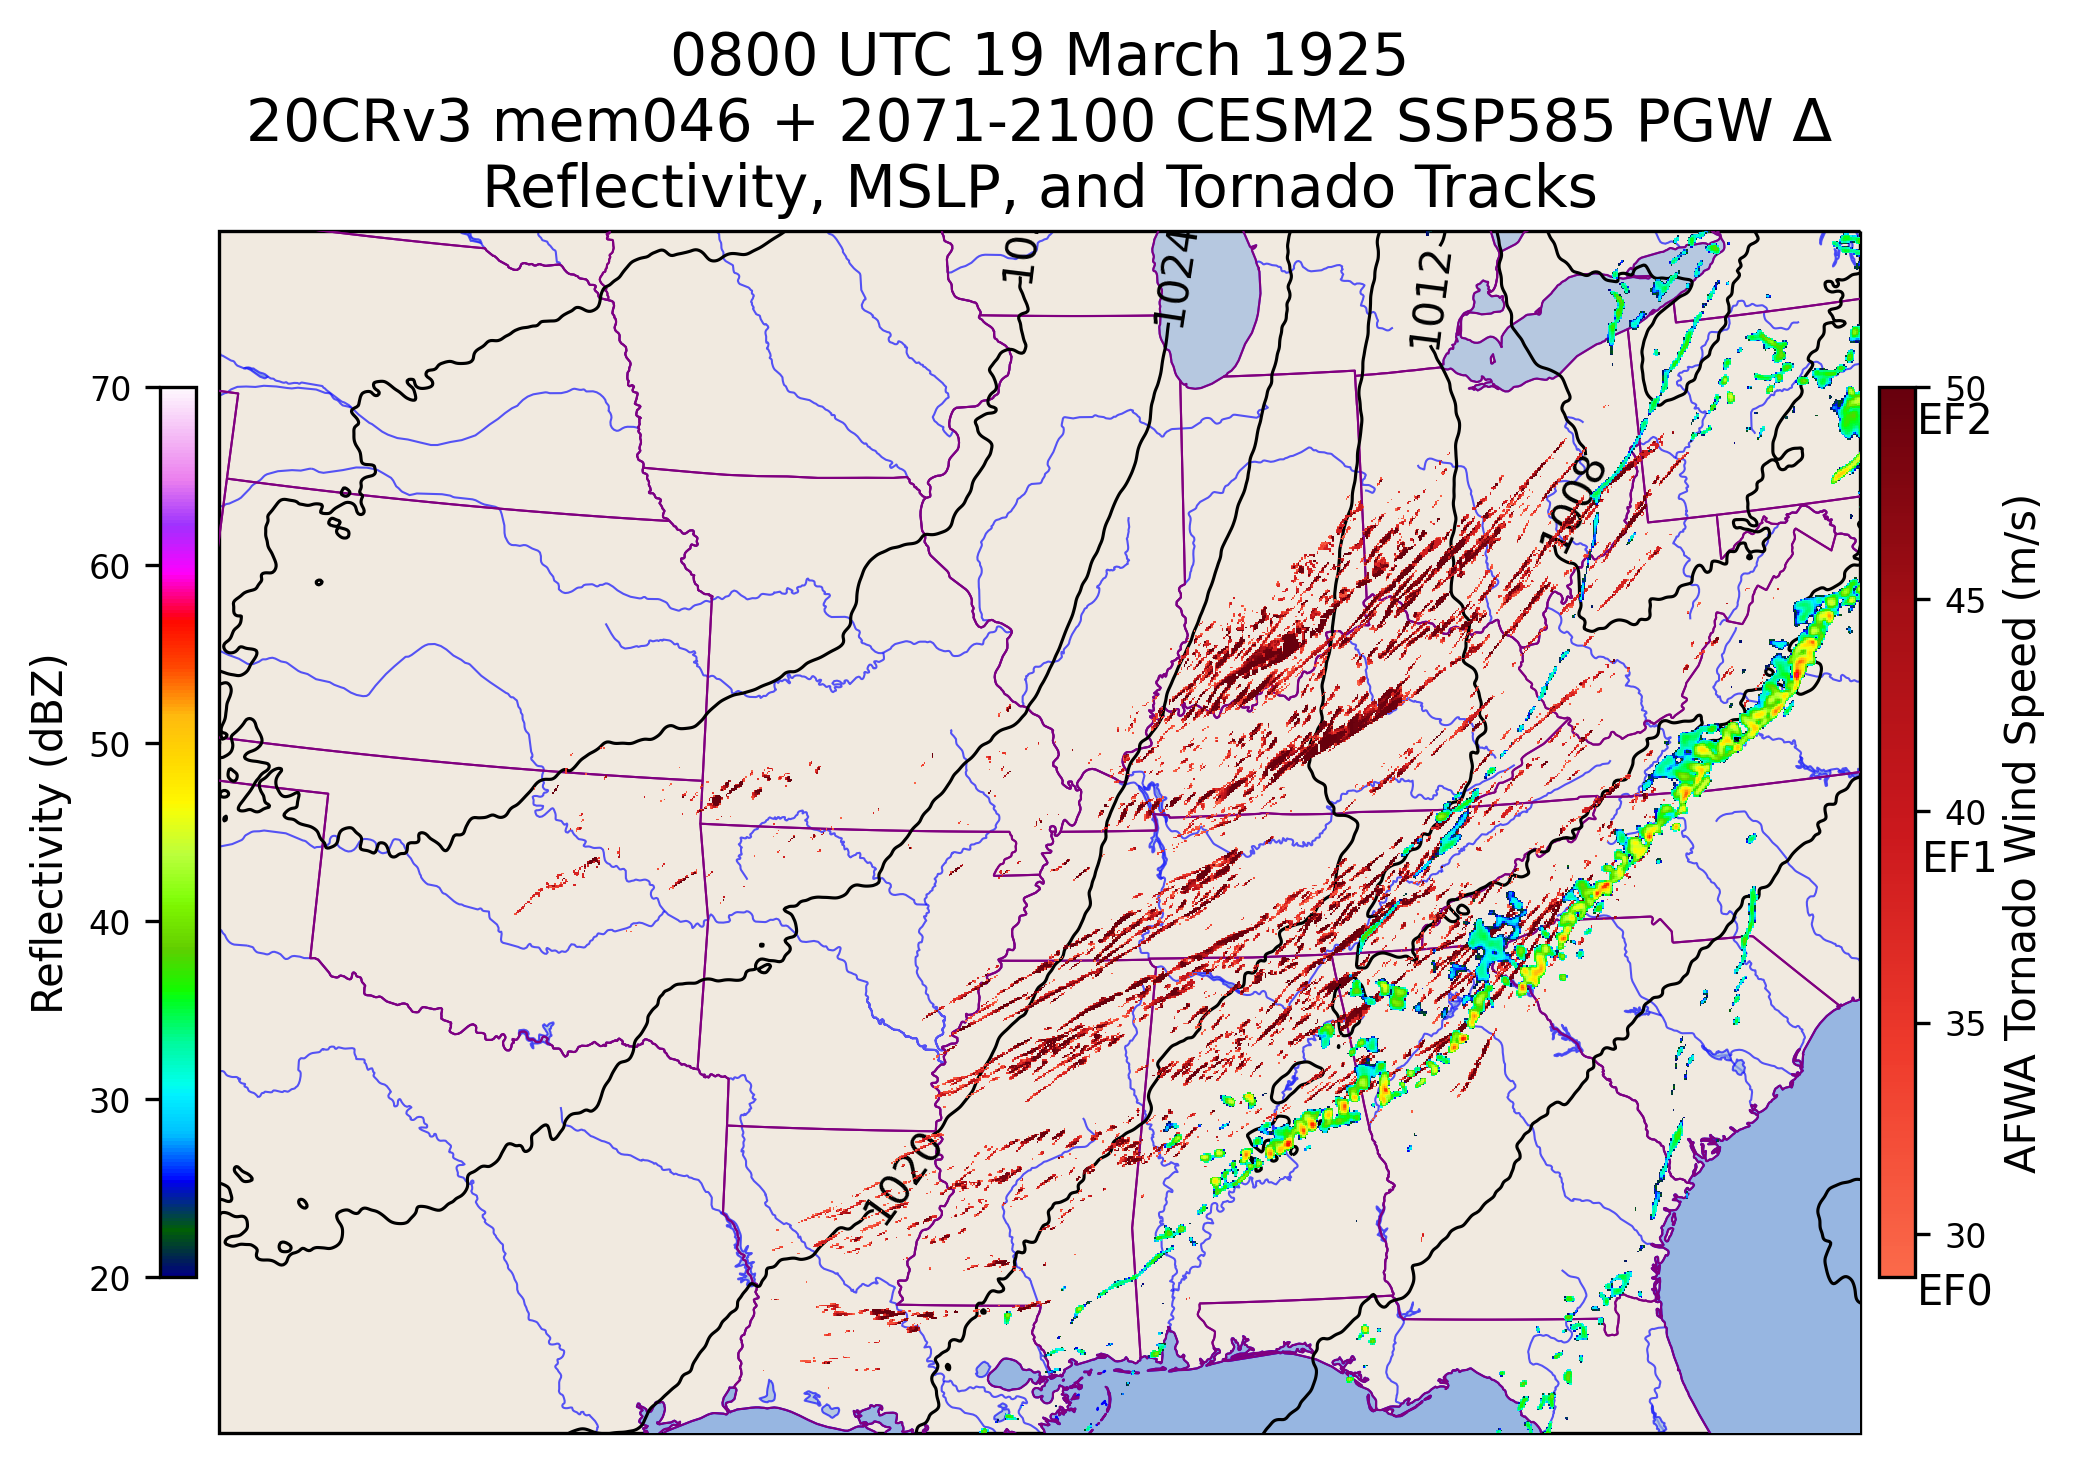 0800 UTC 19 March 1925
20CRv3 mem046 + 2071-2100 CESM2 SSP585 PGW Δ
Reflectivity, MSLP, and Tornado Tracks
Reflectivity (dBZ)
70
60
50
40
30
20
1024
1012
1008
1020
50
EF2
45
40
EF1
35
30
EF0
AFWA Tornado Wind Speed (m/s)